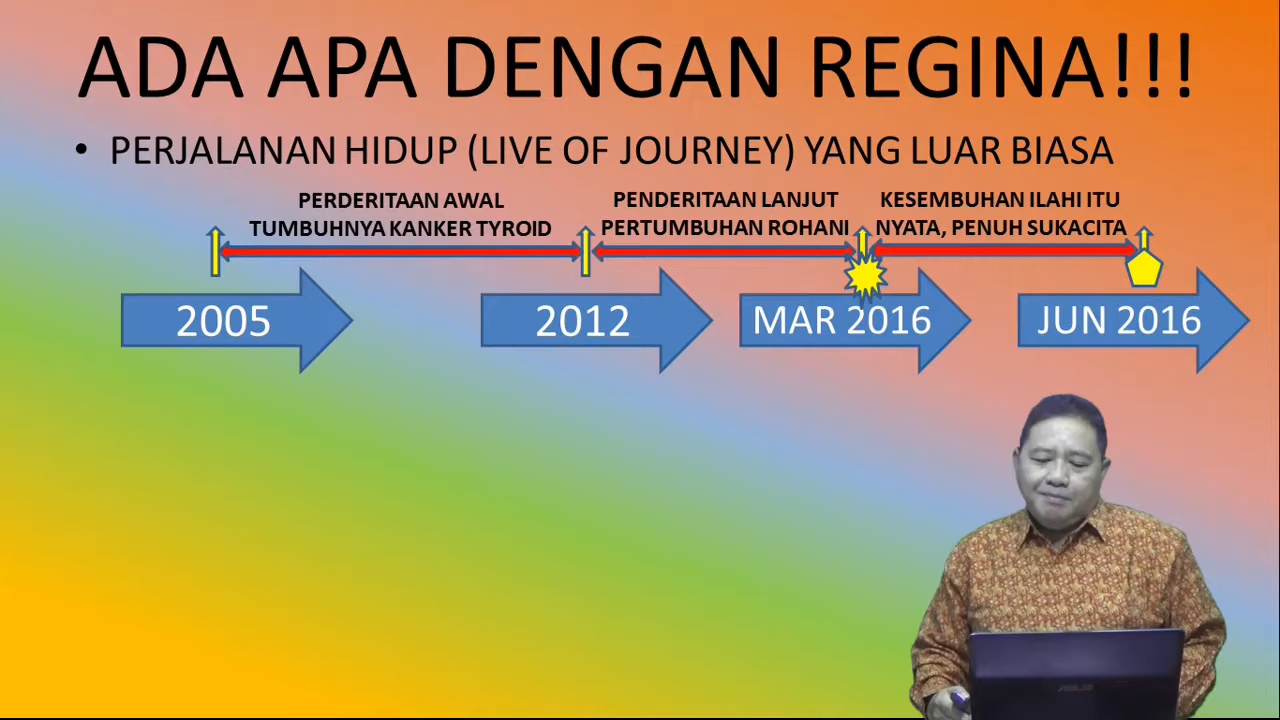 ADA APA DENGAN REGINA!!!
• PERJALANAN HIDUP (LIVE OF JOURNEY) YANG LUAR BIASA
PERDERITAAN AWAL
TUMBUHNYA KANKER TYROID
PENDERITAAN LANJUT
PERTUMBUHAN ROHANI
KESEMBUHAN ILAHI ITU
NYATA, PENUH SUKACITA
2005
2012
MAR 2016
JUN 2016